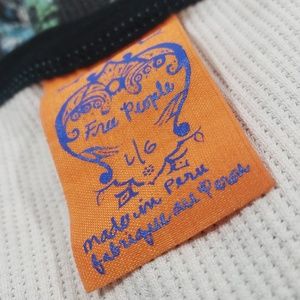 Free People
L/G
made in Peru
fabriqué au Pérou